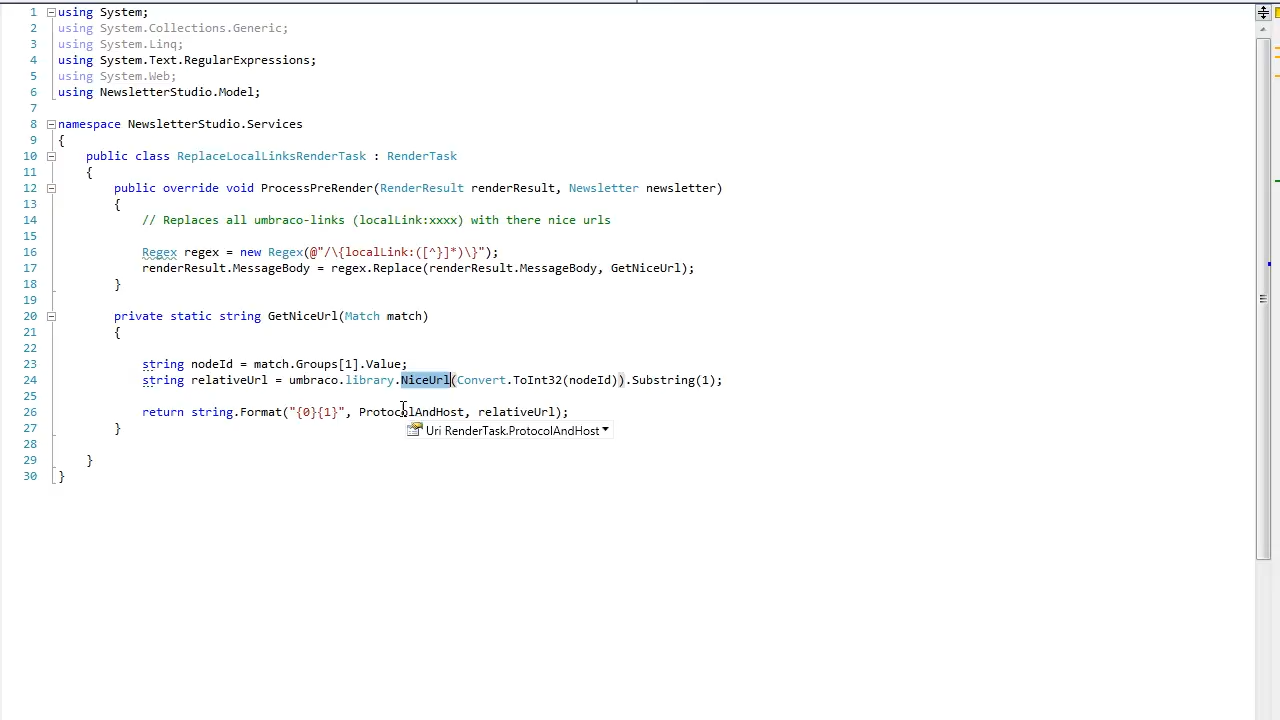 1 using System;
2 using System.Collections.Generic;
3 using System.Linq;
4 using System.Text.RegularExpressions;
5 using System.Web;
6 using NewsletterStudio.Model;
7
8 namespace NewsletterStudio.Services
9 {
10 public class ReplaceLocalLinksRenderTask : RenderTask
11 {
12 public override void ProcessPreRender(RenderResult renderResult, Newsletter newsletter)
13 {
14 // Replaces all umbraco-links (localLink:xxxx) with there nice urls
15
16 Regex regex = new Regex(@"/\{localLink:([^}]*)\}");
17 renderResult.MessageBody = regex.Replace(renderResult.MessageBody, GetNiceUrl);
18 }
19
20 private static string GetNiceUrl(Match match)
21 {
22
23 string nodeId = match.Groups[1].Value;
24 string relativeUrl = umbraco.library.NiceUrl(Convert.ToInt32(nodeId)).Substring(1);
25
26 return string.Format("{0}{1}", ProtocolAndHost, relativeUrl);
27 }
Uri RenderTask.ProtocolAndHost
28
29 }
30 }